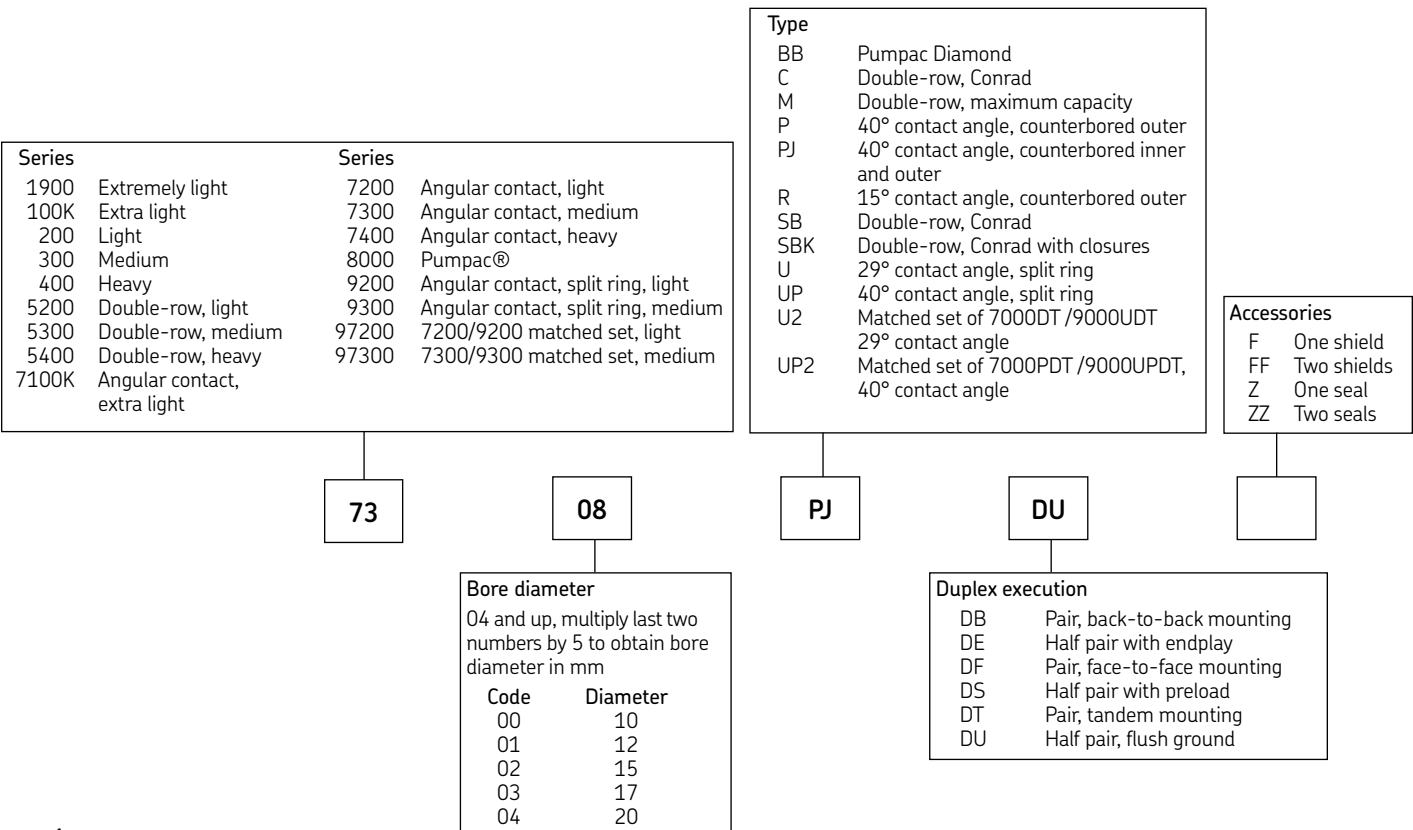 Type
BB Pumpac Diamond
C Double-row, Conrad
M Double-row, maximum capacity
P 40° contact angle, counterbored outer
PJ 40° contact angle, counterbored inner
and outer
R 15° contact angle, counterbored outer
SB Double-row, Conrad
SBK Double-row, Conrad with closures
U 29° contact angle, split ring
UP 40° contact angle, split ring
U2 Matched set of 7000DT /9000UDT
29° contact angle
UP2 Matched set of 7000PDT /9000UPDT,
40° contact angle
Series
1900 Extremely light
100K Extra light
200 Light
300 Medium
400 Heavy
5200 Double-row, light
5300 Double-row, medium
5400 Double-row, heavy
7100K Angular contact,
extra light
Series
7200 Angular contact, light
7300 Angular contact, medium
7400 Angular contact, heavy
8000 Pumpac®
9200 Angular contact, split ring, light
9300 Angular contact, split ring, medium
97200 7200/9200 matched set, light
97300 7300/9300 matched set, medium
Accessories
F One shield
FF Two shields
Z One seal
ZZ Two seals
73 08 PJ DU
Bore diameter
04 and up, multiply last two
numbers by 5 to obtain bore
diameter in mm
Code Diameter
00 10
01 12
02 15
03 17
04 20
Duplex execution
DB Pair, back-to-back mounting
DE Half pair with endplay
DF Pair, face-to-face mounting
DS Half pair with preload
DT Pair, tandem mounting
DU Half pair, flush ground